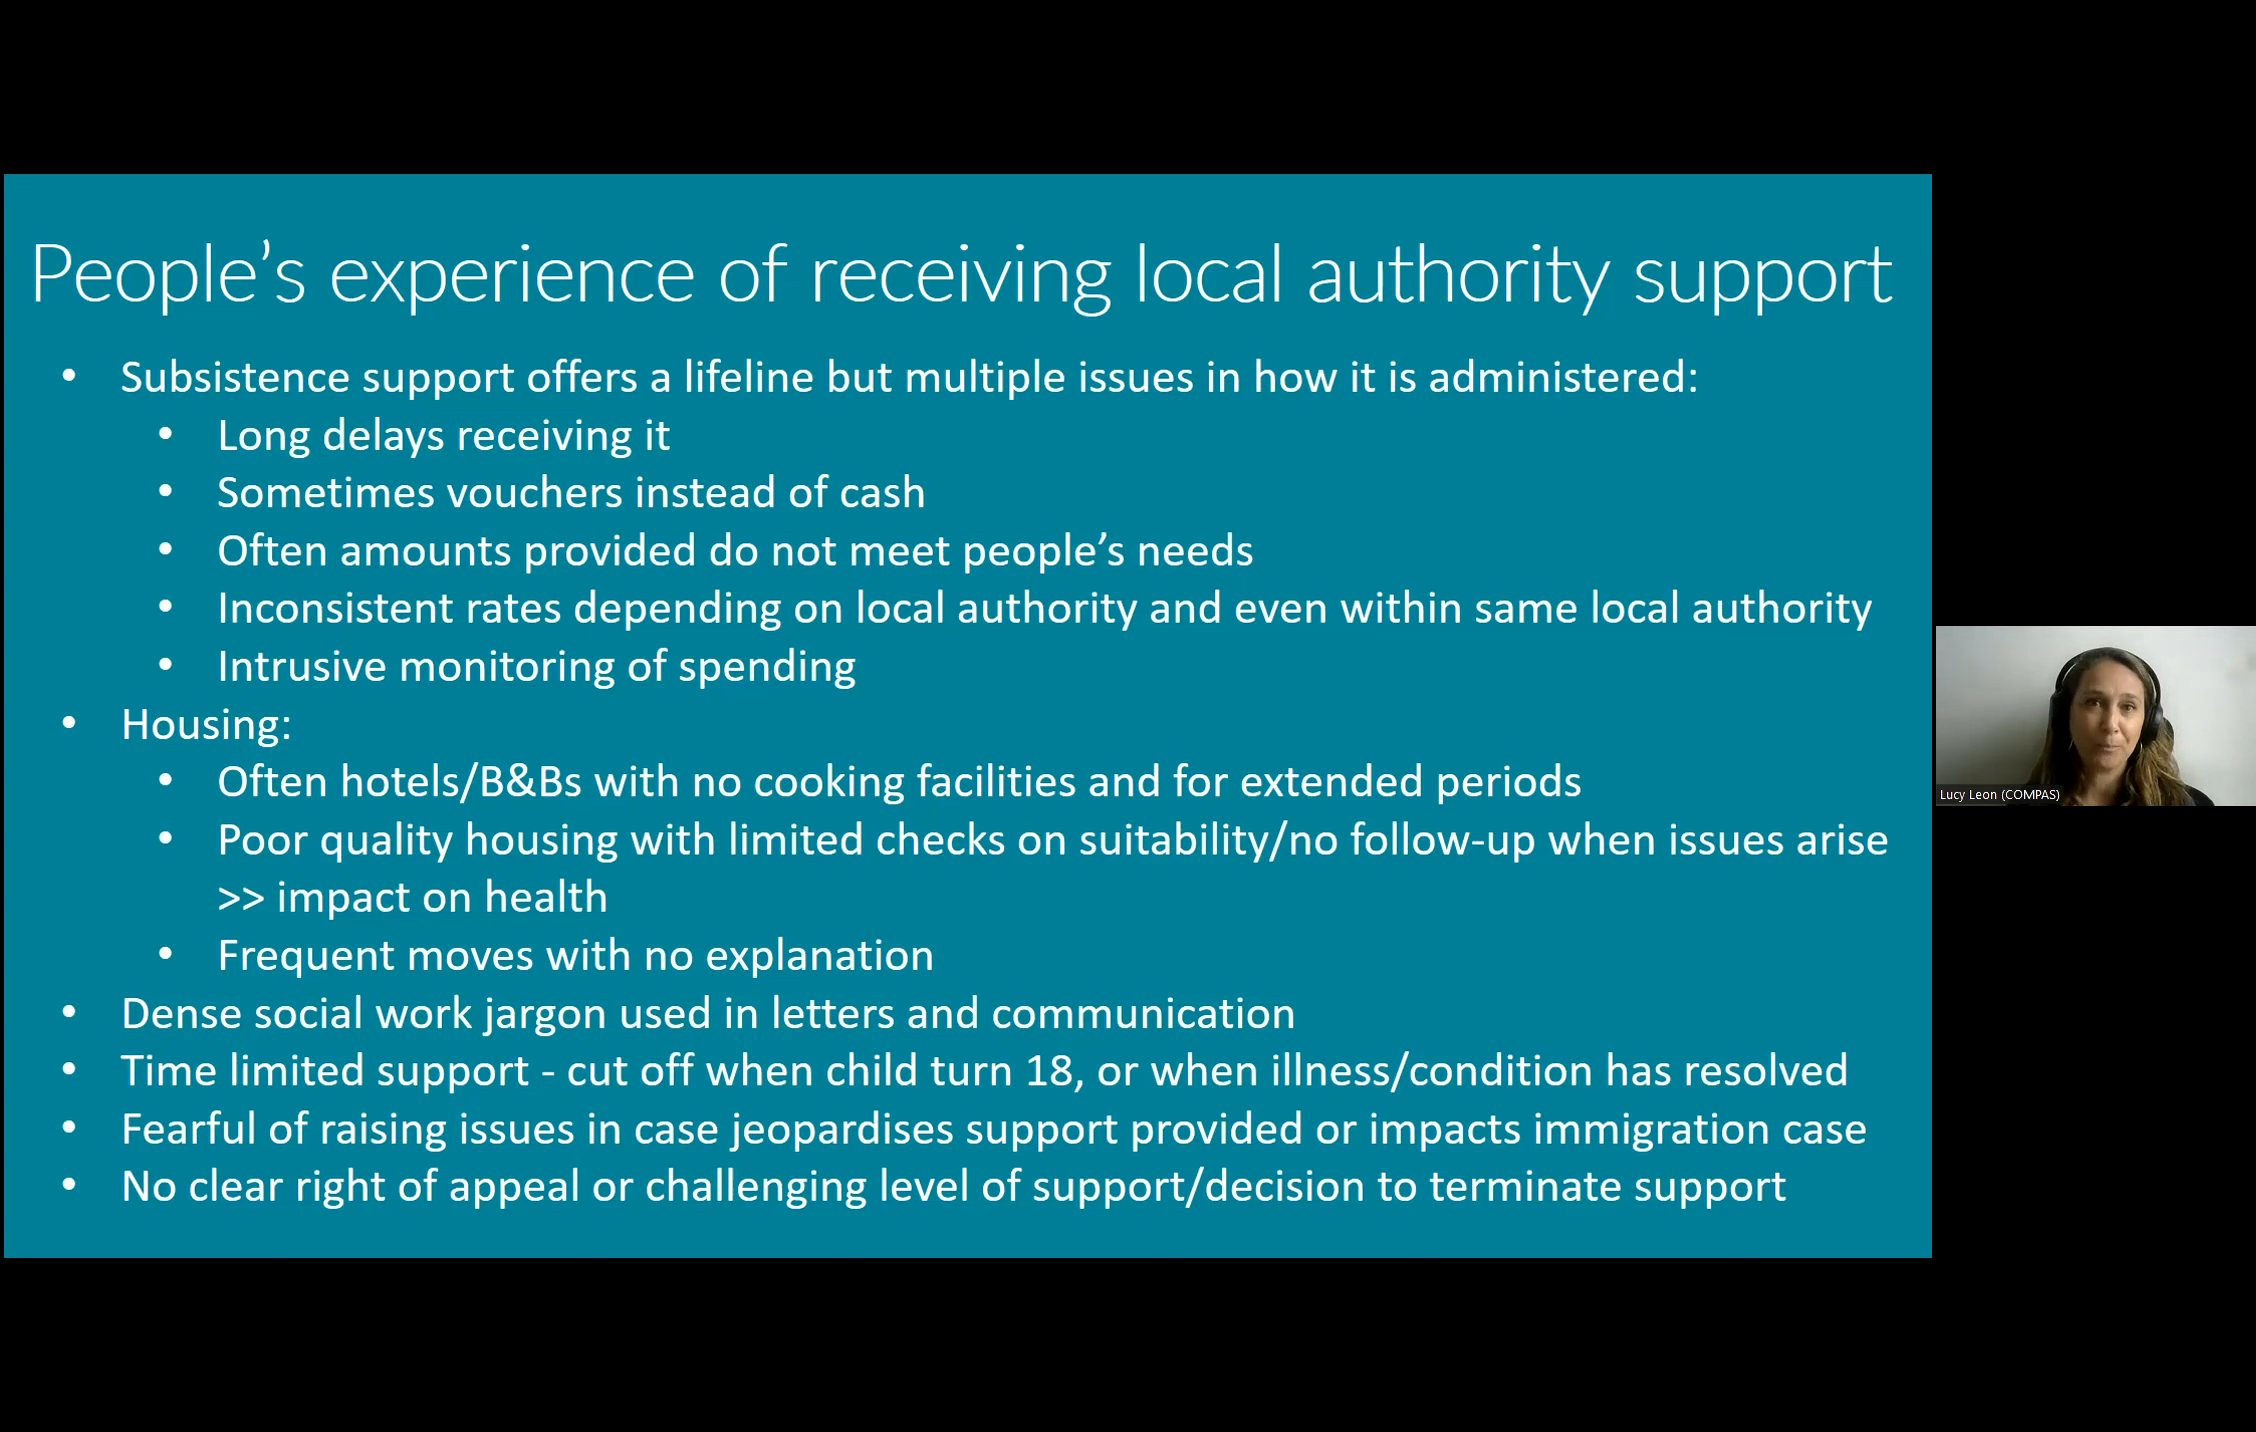 People’s experience of receiving local authority support
• Subsistence support offers a lifeline but multiple issues in how it is administered:
• Long delays receiving it
• Sometimes vouchers instead of cash
• Often amounts provided do not meet people’s needs
• Inconsistent rates depending on local authority and even within same local authority
• Intrusive monitoring of spending
• Housing:
• Often hotels/B&Bs with no cooking facilities and for extended periods
• Poor quality housing with limited checks on suitability/no follow-up when issues arise
>> impact on health
• Frequent moves with no explanation
• Dense social work jargon used in letters and communication
• Time limited support - cut off when child turn 18, or when illness/condition has resolved
• Fearful of raising issues in case jeopardises support provided or impacts immigration case
• No clear right of appeal or challenging level of support/decision to terminate support
Lucy Leon (COMPAS)